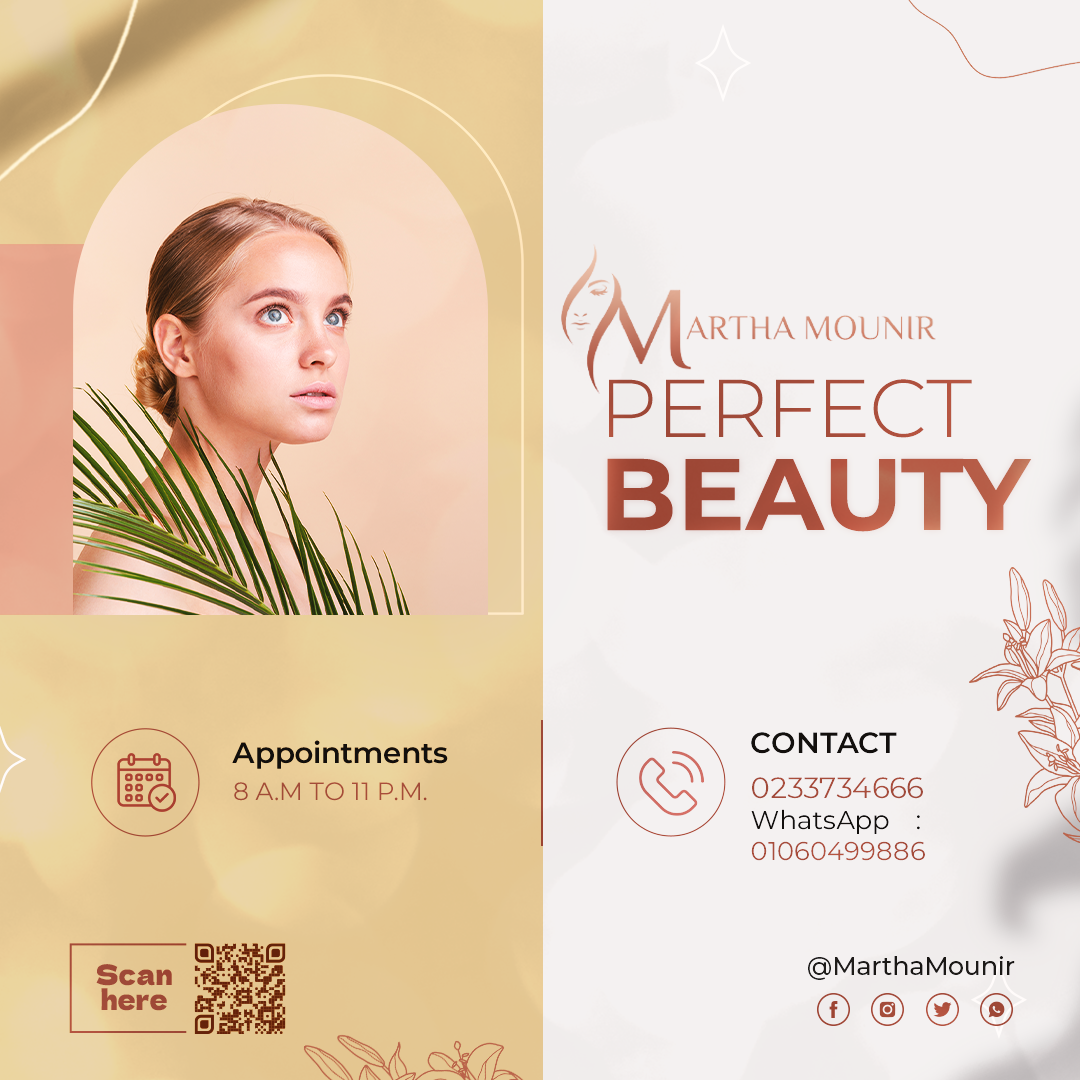 MARTHA MOUNIR
PERFECT
BEAUTY
Appointments
8 A.M TO 11 P.M.
CONTACT
0233734666
WhatsApp :
01060499886
Scan
here
@MarthaMounir